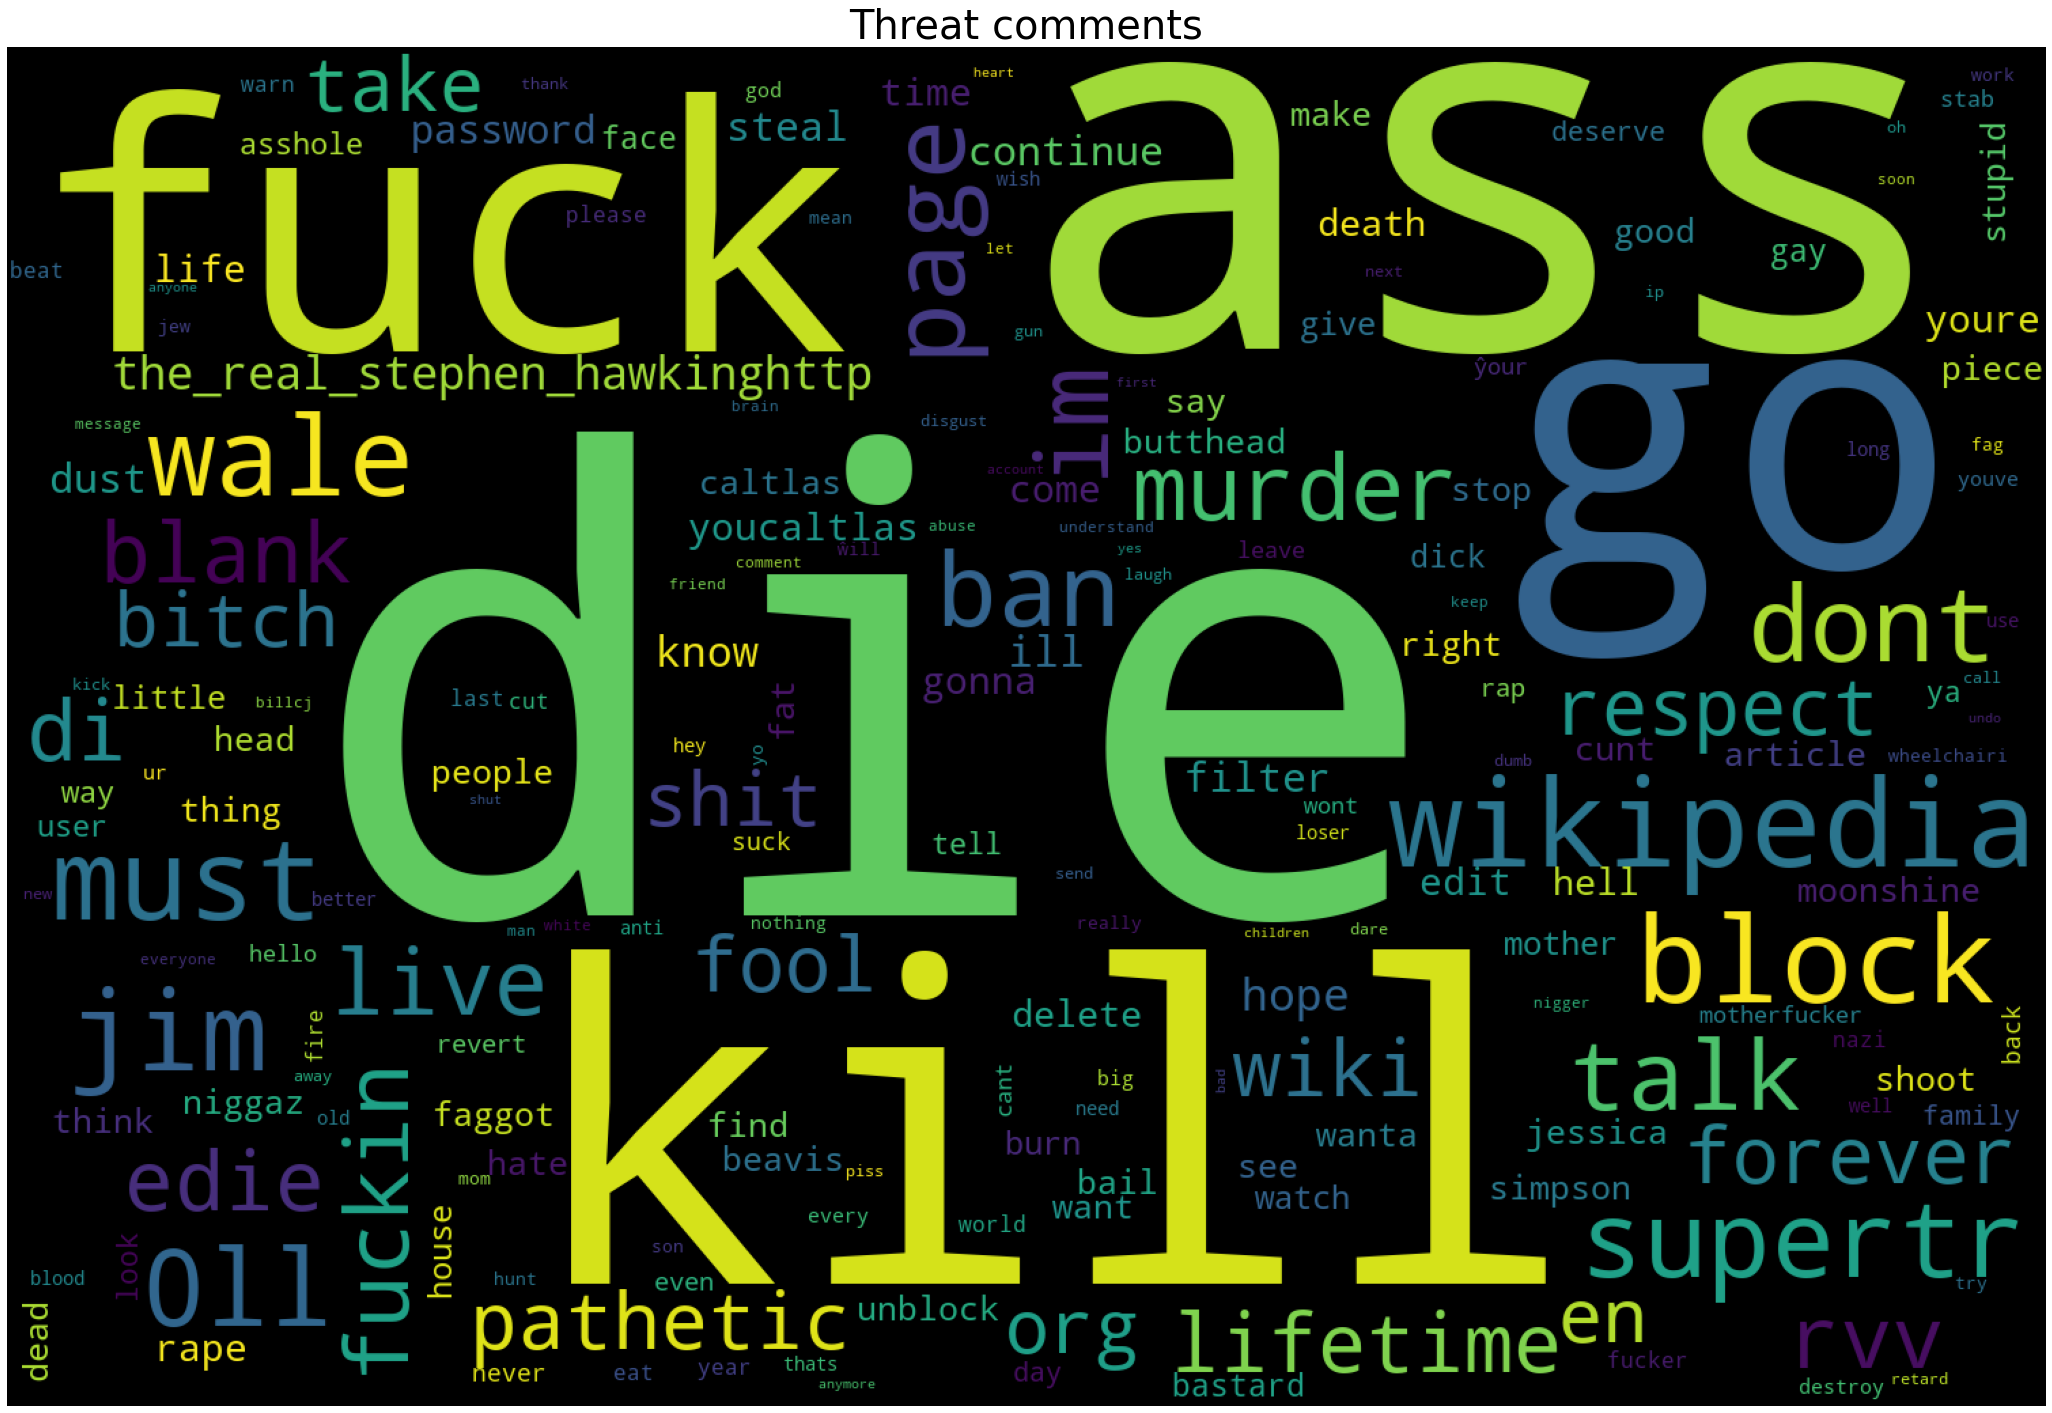 Threat comments
fuck
ass
warn
take
thank
god
time
heart
make
work
stab
asshole
password
face
steal
page
continue
deserve
oh
stupid
wish
soon
please
mean
death
good
gay
let
beat
life
anyone
next
ip
jew
gun
give
youre
the_real_stephen_hawkinghttp
im
first
ŷour
go
piece
message
wale
brain
disgust
say
butthead
long
fag
dust
die
caltlas
account
come
murder
stop
youve
blank
youcaltlas
abuse
understand
ŵill
yes
leave
dick
comment
ban
laugh
friend
keep
bitch
know
ill
right
dont
use
kick
di
little
billcj
last
cut
fat
gonna
rap
respect
ya
call
undo
head
hey
yo
cunt
article
wheelchairi
ur
people
shit
filter
dumb
way
thing
shut
wont
wikipedia
user
suck
tell
loser
must
send
edit
hell
moonshine
new
better
man
white
anti
nothing
really
children
dare
block
everyone
hello
live
fool
kill
mother
jim
fire
revert
delete
hope
nigger
motherfucker
back
away
wiki
nazi
niggaz
old
fuckin
faggot
find
cant
big
need
bad
talk
shoot
think
well
family
hate
beavis
piss
burn
wanta
jessica
forever
edie
mom
bail
see
want
watch
simpson
every
world
house
look
son
supertr
blood
Oll
hunt
even
try
dead
rape
pathetic
unblock
org
lifetime
en
rvv
never
eat
year
thats
anymore
day
bastard
fucker
destroy
retard